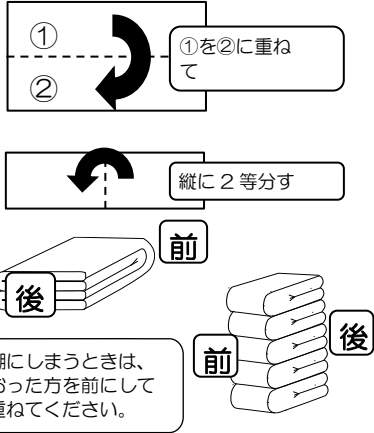 ①
②
①を②に重ね
て
縦に2等分す
前
後
前
後
棚にしまうときは、
おった方を前にして
重ねてください。